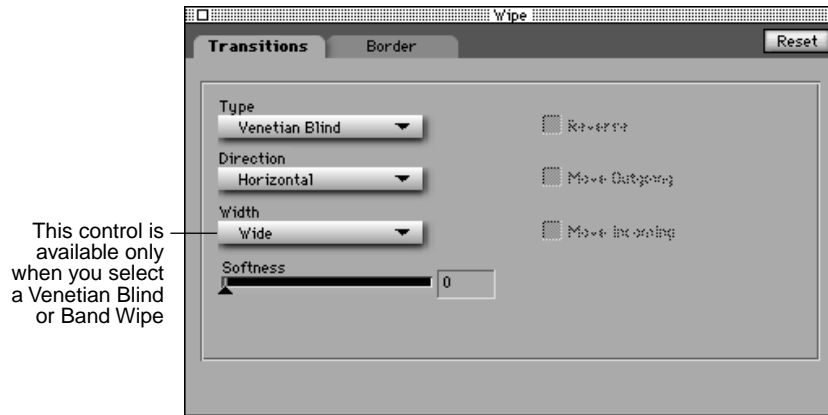 Wipe
Transitions
Border
Reset
Type
Venetian Blind
Reverse
Direction
Horizontal
Move Outgoing
Width
Wide
Move Incoming
Softness
0
This control is
available only
when you select
a Venetian Blind
or Band Wipe